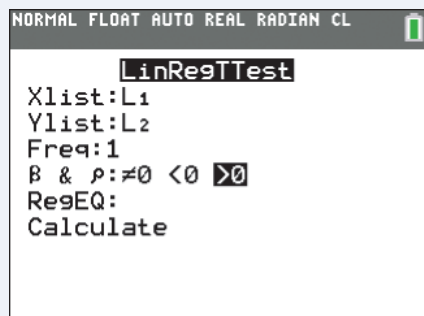 NORMAL FLOAT AUTO REAL RADIAN CL
LinRegTTest
Xlist:L₁
Ylist:L₂
Freq:1
β & ρ:≠0 <0 >0
RegEQ:
Calculate